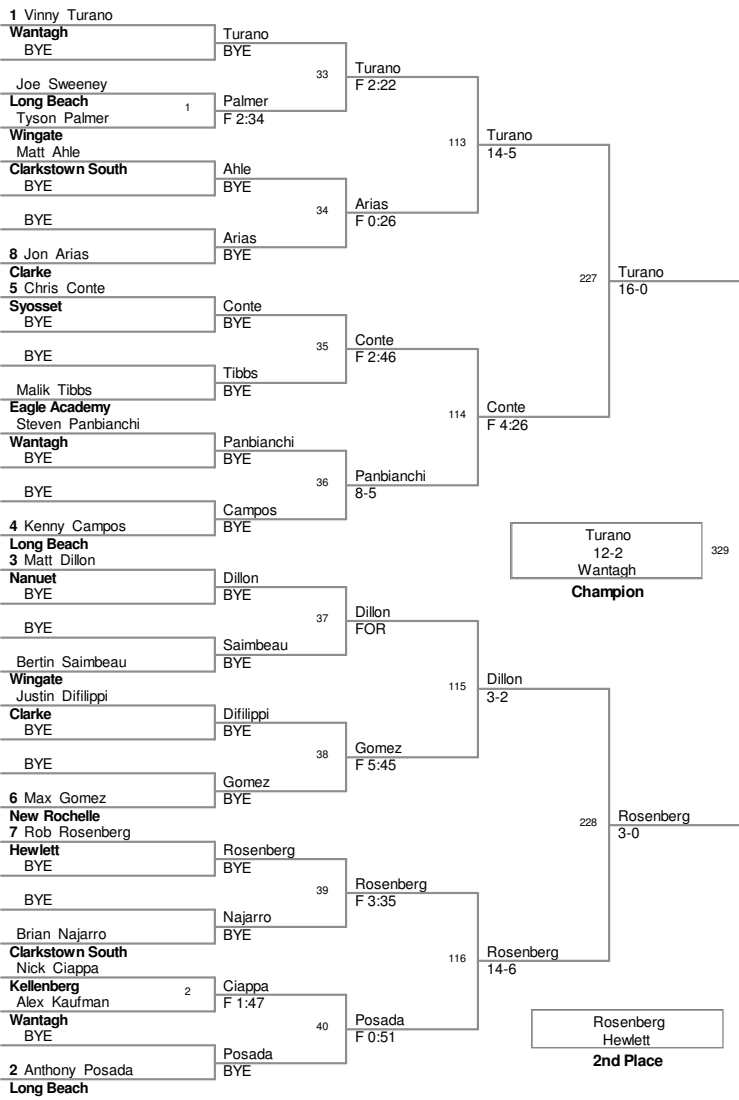 1 Vinny Turano
Wantagh
BYE
Joe Sweeney
Long Beach
1
Tyson Palmer
Wingate
Matt Ahle
Clarkstown South
BYE
BYE
8 Jon Arias
Clarke
5 Chris Conte
Syosset
BYE
BYE
Malik Tibbs
Eagle Academy
Steven Panbianchi
Wantagh
BYE
BYE
4 Kenny Campos
Long Beach
3 Matt Dillon
Nanuet
BYE
BYE
Bertin Saimbeau
Wingate
Justin Difilippi
Clarke
BYE
BYE
6 Max Gomez
New Rochelle
7 Rob Rosenberg
Hewlett
BYE
BYE
Brian Najarro
Clarkstown South
Nick Ciappa
Kellenberg
2
Alex Kaufman
Wantagh
BYE
2 Anthony Posada
Long Beach
Turano
BYE
33
Palmer
F 2:34
Ahle
BYE
34
Arias
BYE
Conte
BYE
35
Tibbs
BYE
Panbianchi
BYE
36
Campos
BYE
Dillon
BYE
37
Saimbeau
BYE
Difilippi
BYE
38
Gomez
BYE
Rosenberg
BYE
39
Najarro
BYE
Ciappa
F 1:47
40
Posada
BYE
Turano
F 2:22
113
Arias
F 0:26
Conte
F 2:46
114
Panbianchi
8-5
Dillon
FOR
115
Gomez
F 5:45
Rosenberg
F 3:35
116
Posada
F 0:51
Turano
14-5
227
Conte
F 4:26
Dillon
3-2
228
Rosenberg
14-6
Turano
16-0
Rosenberg
3-0
Turano
12-2
Wantagh
329
Champion
Rosenberg
Hewlett
2nd Place